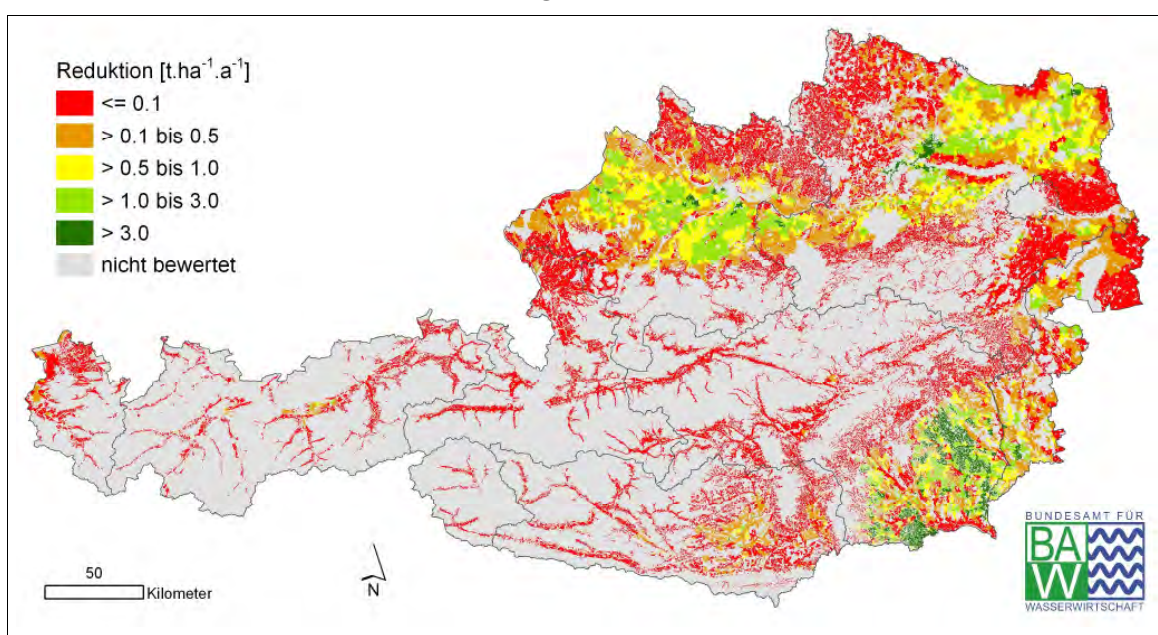 Reduktion [t.ha⁻¹.a⁻¹]
<= 0.1
> 0.1 bis 0.5
> 0.5 bis 1.0
> 1.0 bis 3.0
> 3.0
nicht bewertet
50
Kilometer
N
BUNDESAMT FÜR
BA
W
WASSERWIRTSCHAFT